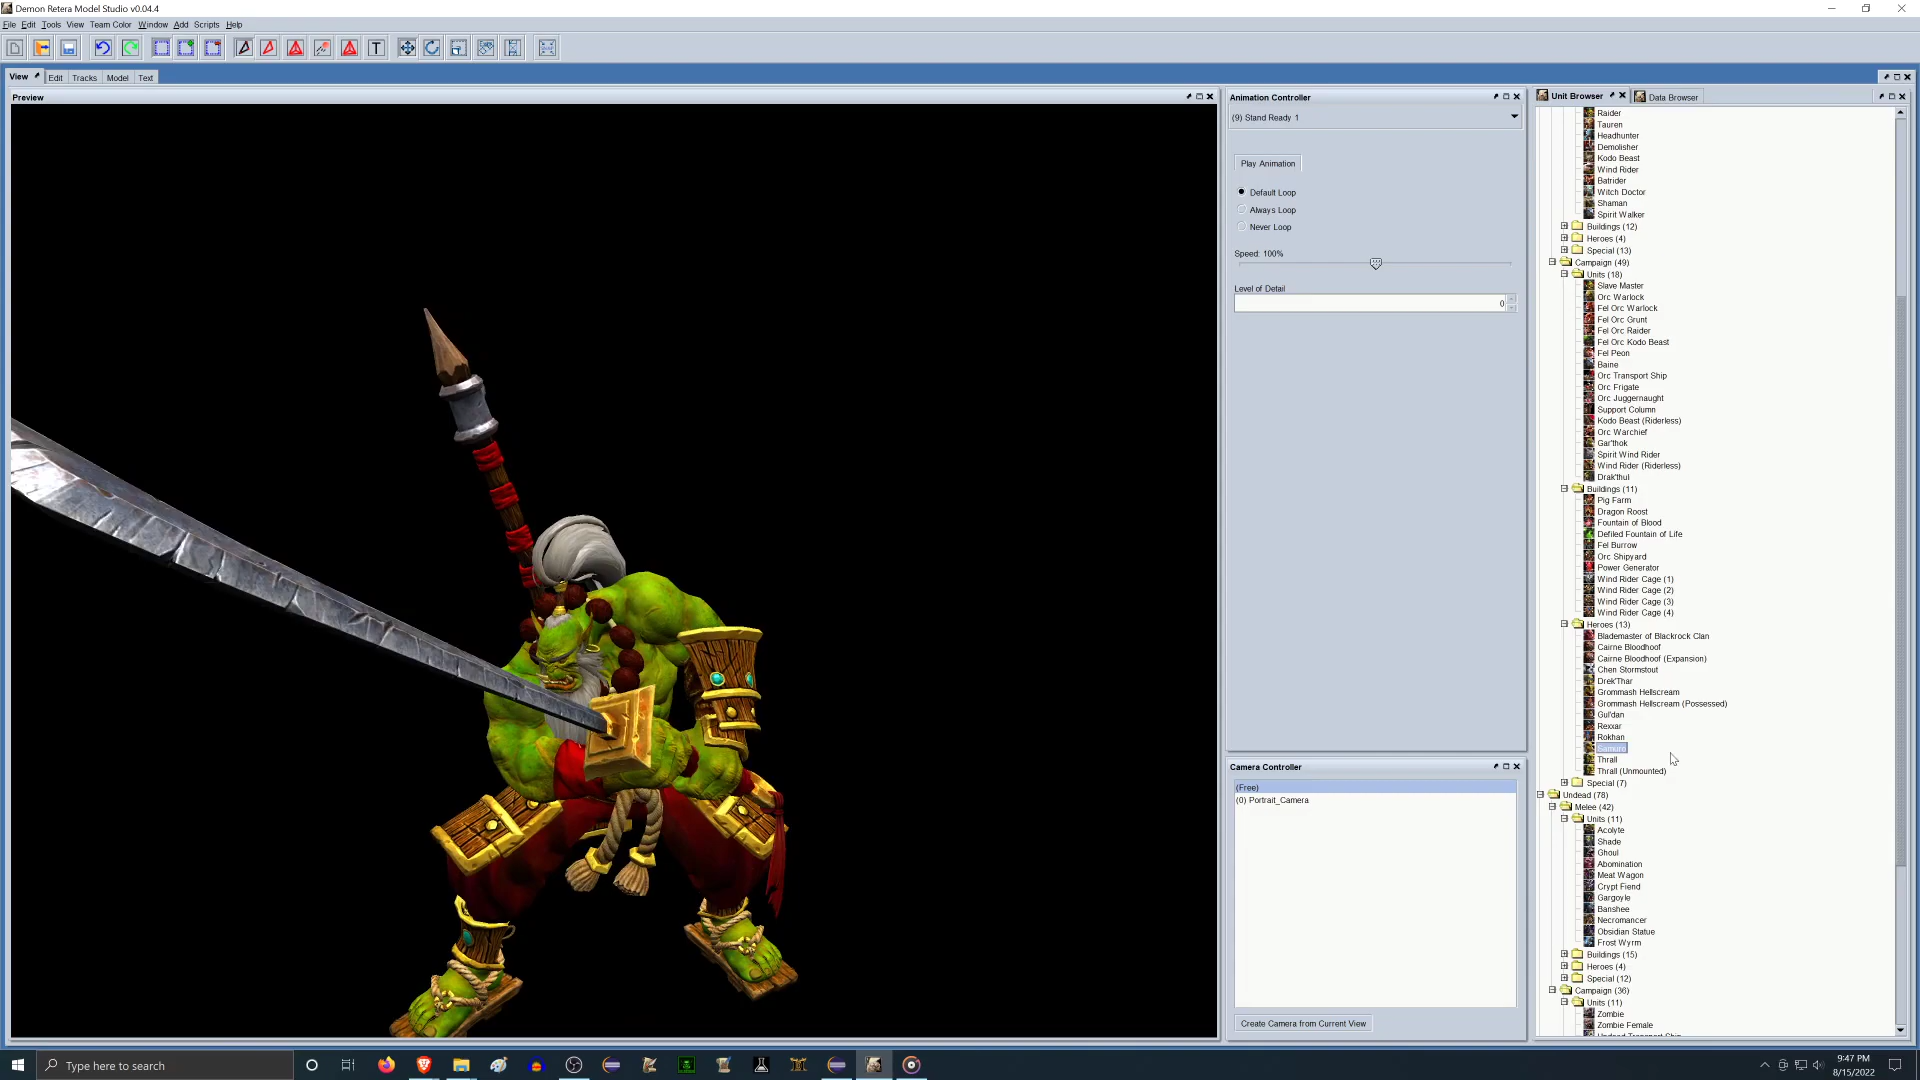 Demon Retera Model Studio v0.04.4
File Edit Tools View Team Color Window Add Scripts Help
T
View Edit Tracks Model Text
Preview
Animation Controller
(9) Stand Ready 1
Play Animation
Default Loop
Always Loop
Never Loop
Speed: 100%
Level of Detail
0
Camera Controller
(Free)
(0) Portrait_Camera
Create Camera from Current View
Unit Browser Data Browser
Raider
Tauren
Headhunter
Demolisher
Kodo Beast
Wind Rider
Batrider
Witch Doctor
Shaman
Spirit Walker
Buildings (12)
Heroes (4)
Special (13)
Campaign (49)
Units (18)
Slave Master
Orc Warlock
Fel Orc Warlock
Fel Orc Grunt
Fel Orc Raider
Fel Orc Kodo Beast
Fel Peon
Baine
Orc Transport Ship
Orc Frigate
Orc Juggernaught
Support Column
Kodo Beast (Riderless)
Orc Warchief
Gar'thok
Spirit Wind Rider
Wind Rider (Riderless)
Drak'thul
Buildings (11)
Pig Farm
Dragon Roost
Fountain of Blood
Defiled Fountain of Life
Fel Burrow
Orc Shipyard
Power Generator
Wind Rider Cage (1)
Wind Rider Cage (2)
Wind Rider Cage (3)
Wind Rider Cage (4)
Heroes (13)
Blademaster of Blackrock Clan
Cairne Bloodhoof
Cairne Bloodhoof (Expansion)
Chen Stormstout
Drek'Thar
Grommash Hellscream
Grommash Hellscream (Possessed)
Gul'dan
Rexxar
Rokhan
Samuro
Thrall
Thrall (Unmounted)
Special (7)
Undead (78)
Melee (42)
Units (11)
Acolyte
Shade
Ghoul
Abomination
Meat Wagon
Crypt Fiend
Gargoyle
Banshee
Necromancer
Obsidian Statue
Frost Wyrm
Buildings (15)
Heroes (4)
Special (12)
Campaign (36)
Units (11)
Zombie
Zombie Female
Type here to search
9:47 PM
8/15/2022